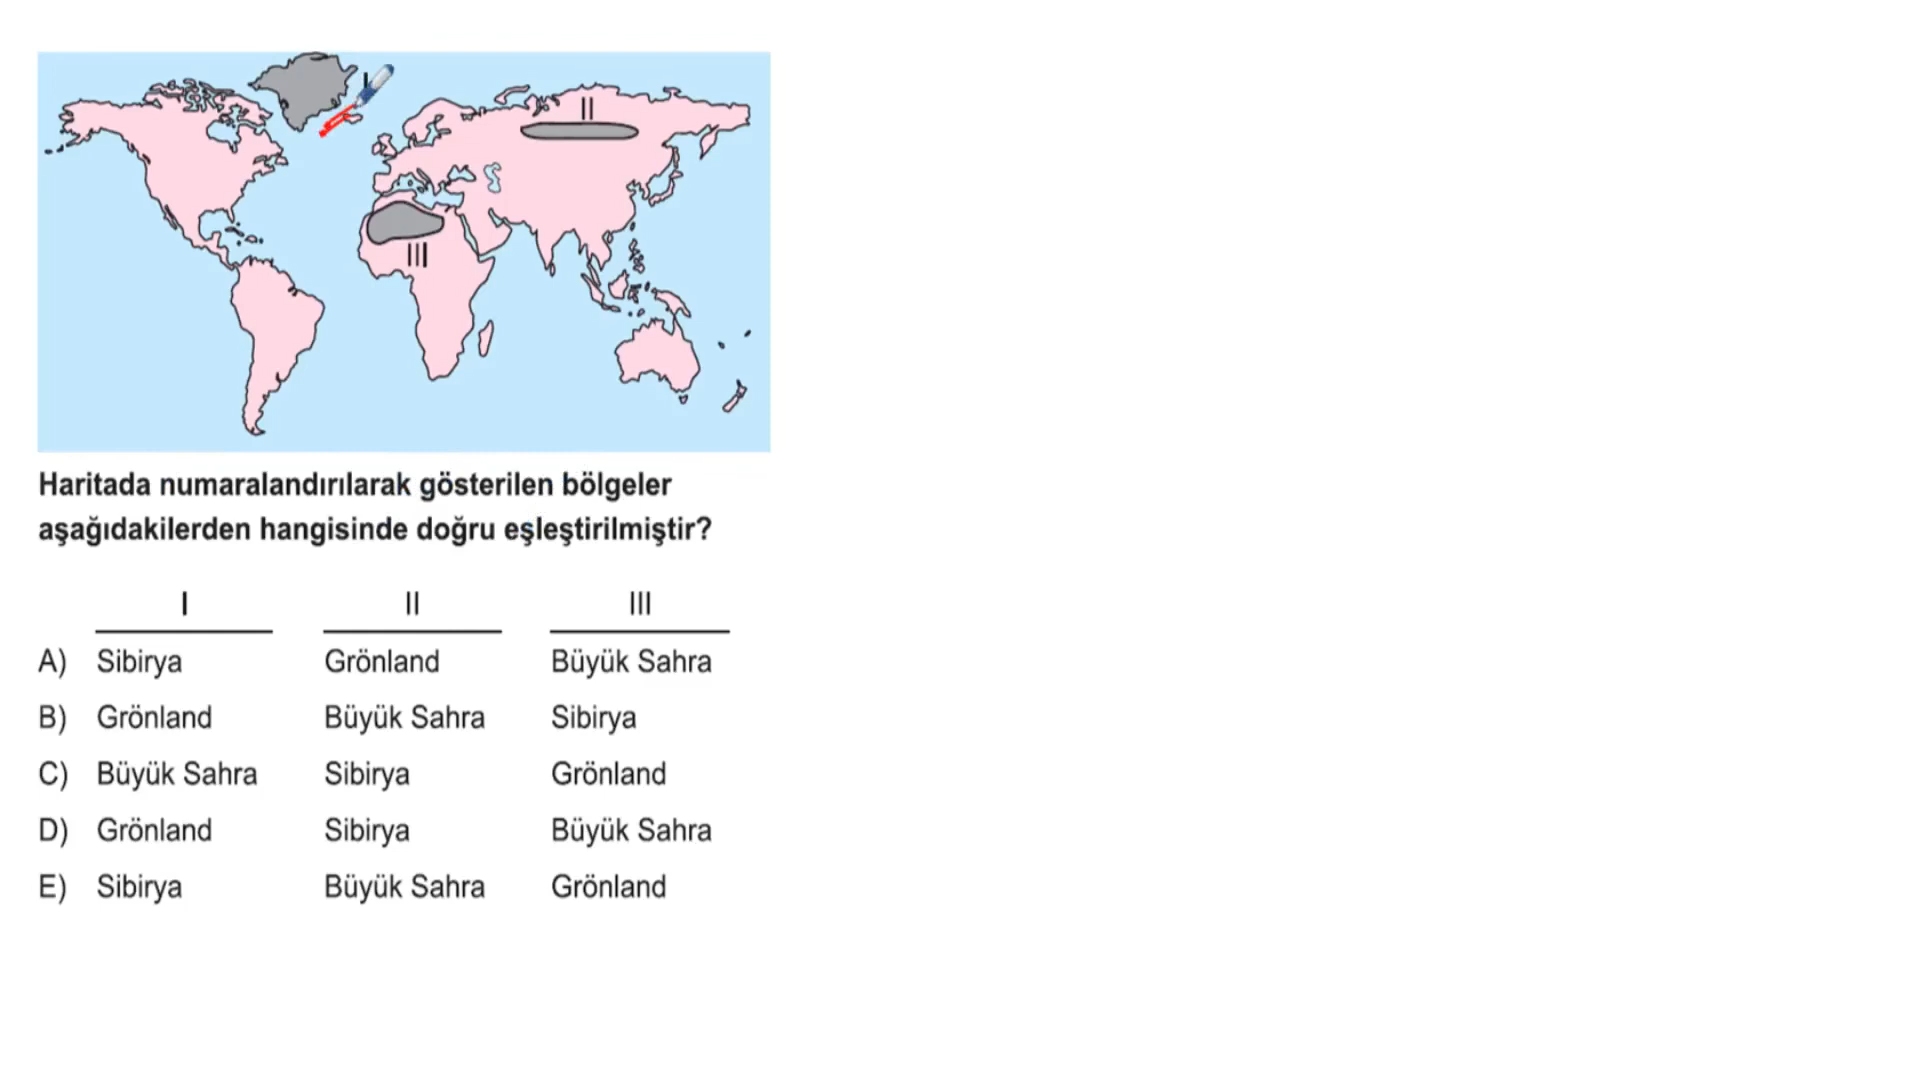 I
II
III
Haritada numaralandırılarak gösterilen bölgeler
aşağıdakilerden hangisinde doğru eşleştirilmiştir?
I II III
A) Sibirya Grönland Büyük Sahra
B) Grönland Büyük Sahra Sibirya
C) Büyük Sahra Sibirya Grönland
D) Grönland Sibirya Büyük Sahra
E) Sibirya Büyük Sahra Grönland